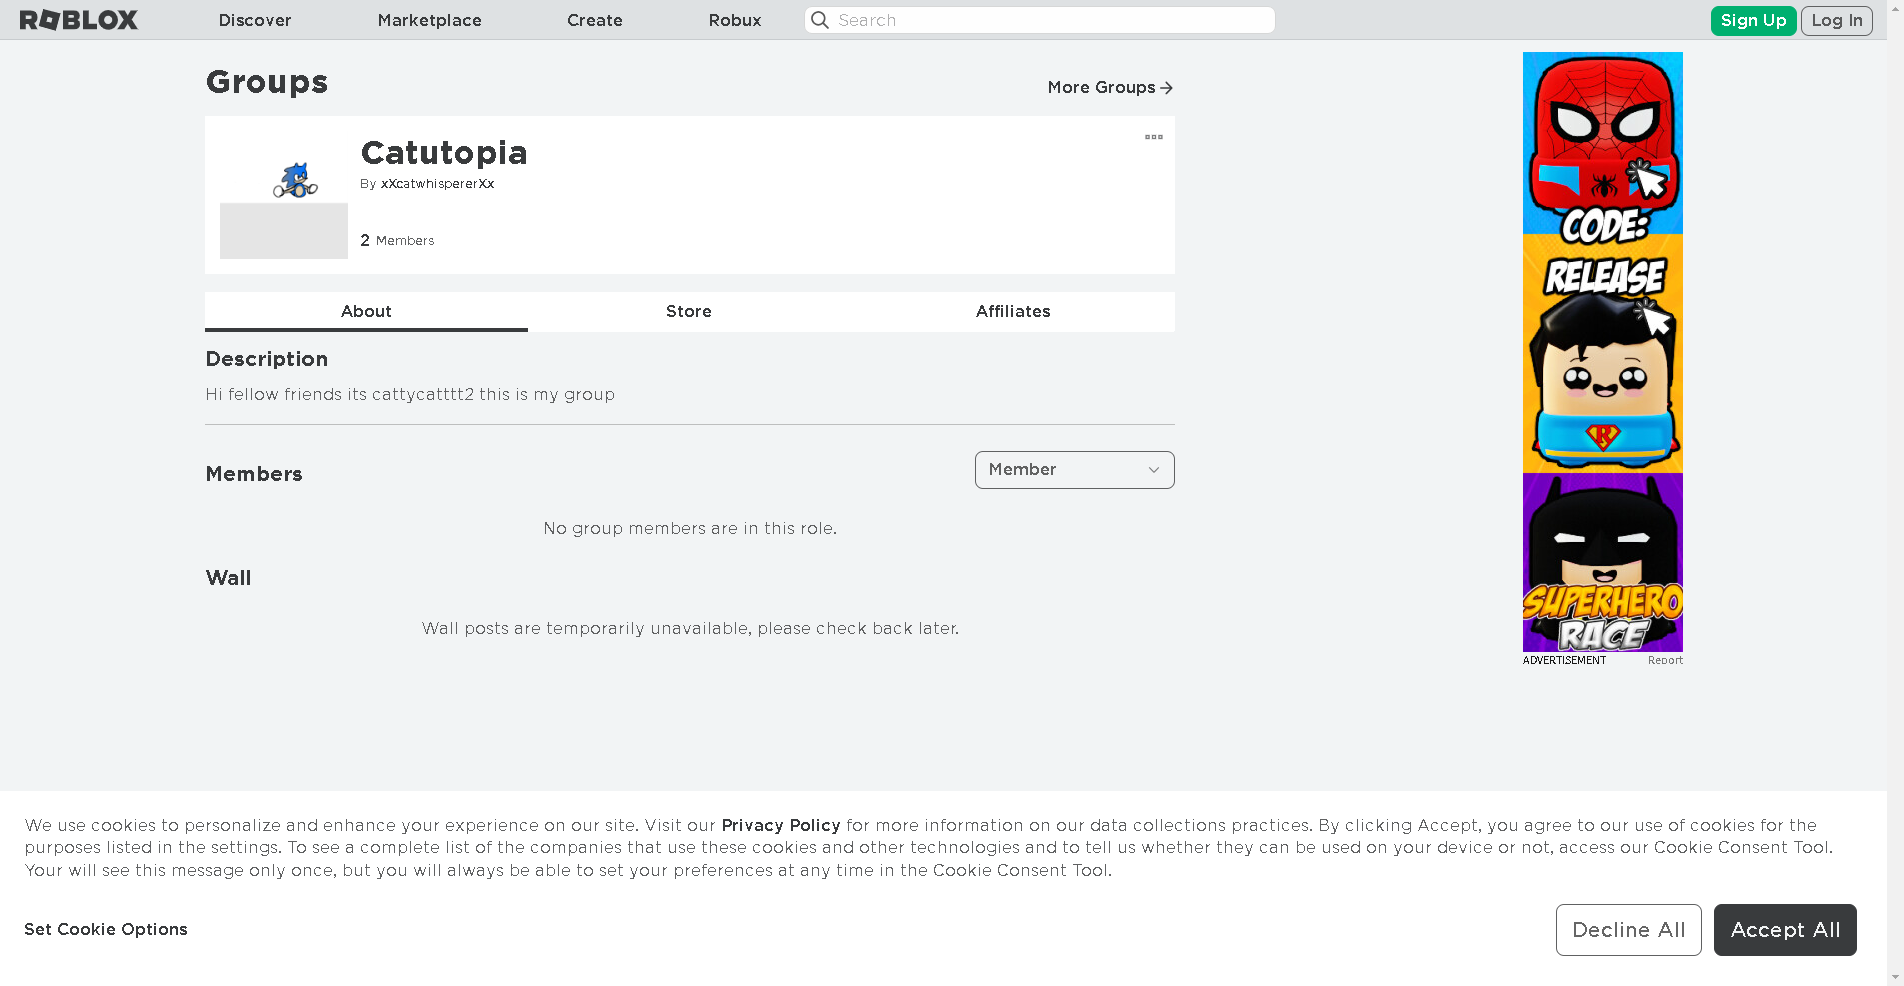 ROBLOX
Discover
Marketplace
Create
Robux
Search
Sign Up
Log In
Groups
More Groups
Catutopia
By xXcatwhispererXx
2 Members
About
Store
Affiliates
Description
Hi fellow friends its cattycatttt2 this is my group
Members
Member
No group members are in this role.
Wall
Wall posts are temporarily unavailable, please check back later.
CODE:
RELEASE
R
SUPERHERO
RACE
ADVERTISEMENT
Report
We use cookies to personalize and enhance your experience on our site. Visit our Privacy Policy for more information on our data collections practices. By clicking Accept, you agree to our use of cookies for the
purposes listed in the settings. To see a complete list of the companies that use these cookies and other technologies and to tell us whether they can be used on your device or not, access our Cookie Consent Tool.
Your will see this message only once, but you will always be able to set your preferences at any time in the Cookie Consent Tool.
Set Cookie Options
Decline All
Accept All